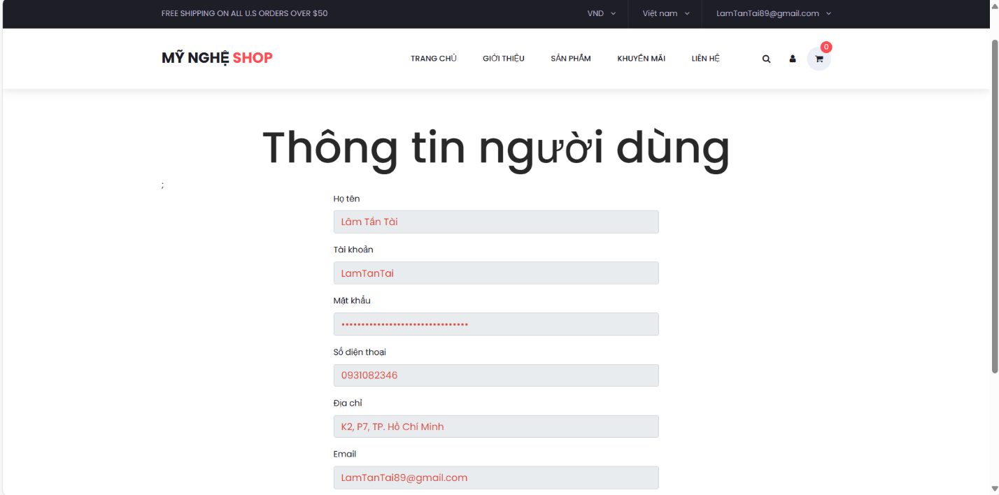 FREE SHIPPING ON ALL U.S ORDERS OVER $50
VND
Việt nam
LamTanTai89@gmail.com
MỸ NGHỆ SHOP
TRANG CHỦ
GIỚI THIỆU
SẢN PHẨM
KHUYẾN MÃI
LIÊN HỆ
0
Thông tin người dùng
;
Họ tên
Lâm Tấn Tài
Tài khoản
LamTanTai
Mật khẩu
••••••••••••••••••••••••••••••••
Số điện thoại
0931082346
Địa chỉ
K2, P7, TP. Hồ Chí Minh
Email
LamTanTai89@gmail.com